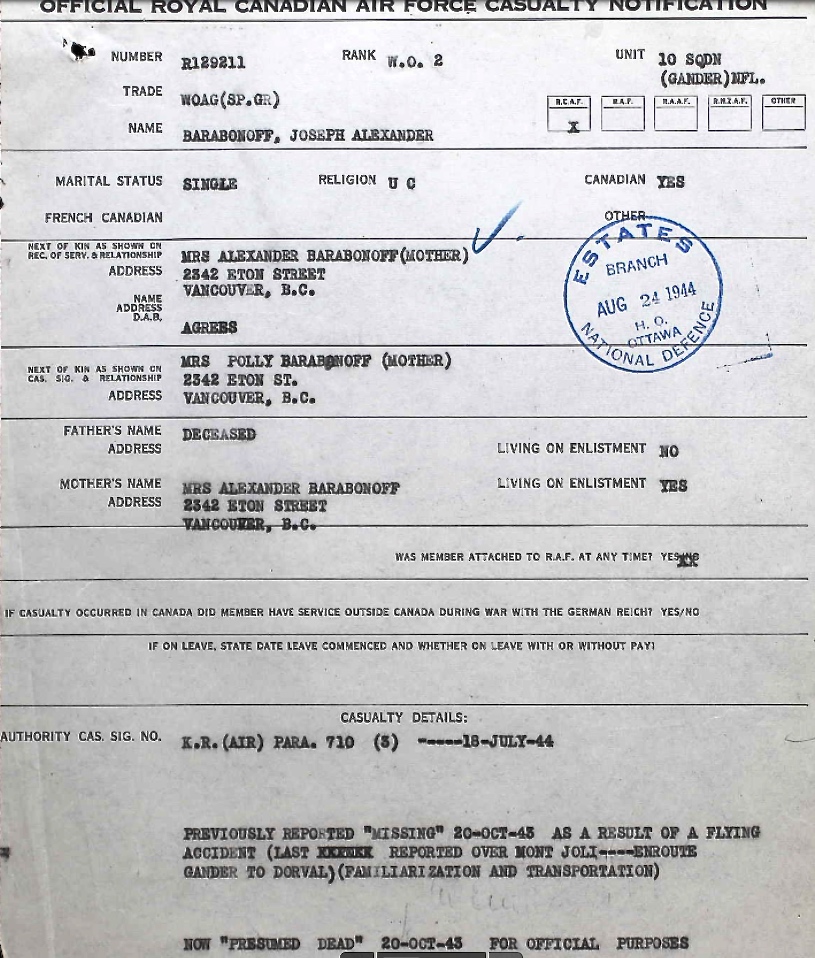 OFFICIAL ROYAL CANADIAN AIR FORCE CASUALTY NOTIFICATION
NUMBER R129211 RANK W.O. 2 UNIT 10 SQDN
(GANDER)NFL.
TRADE WOAG(SP.GR)
R.C.A.F. R.A.F. R.A.A.F. R.N.Z.A.F. OTHER
X
NAME BARABONOFF, JOSEPH ALEXANDER
MARITAL STATUS SINGLE RELIGION U C CANADIAN YES
FRENCH CANADIAN OTHER
NEXT OF KIN AS SHOWN ON
REC. OF SERV. & RELATIONSHIP MRS ALEXANDER BARABONOFF(MOTHER)
ADDRESS 2342 ETON STREET
VANCOUVER, B.C.
NAME
ADDRESS
D.A.B. AGREES
ESTATES
BRANCH
AUG 24 1944
H. O.
OTTAWA
NATIONAL DEFENCE
MRS POLLY BARABONOFF (MOTHER)
NEXT OF KIN AS SHOWN ON
CAS. SIG. & RELATIONSHIP 2342 ETON ST.
ADDRESS VANCOUVER, B.C.
FATHER'S NAME DECEASED
ADDRESS LIVING ON ENLISTMENT NO
MOTHER'S NAME MRS ALEXANDER BARABONOFF LIVING ON ENLISTMENT YES
ADDRESS 2342 ETON STREET
VANCOUVER, B.C.
WAS MEMBER ATTACHED TO R.A.F. AT ANY TIME? YES/XX
IF CASUALTY OCCURRED IN CANADA DID MEMBER HAVE SERVICE OUTSIDE CANADA DURING WAR WITH THE GERMAN REICH? YES/NO
IF ON LEAVE, STATE DATE LEAVE COMMENCED AND WHETHER ON LEAVE WITH OR WITHOUT PAY?
CASUALTY DETAILS:
AUTHORITY CAS. SIG. NO. K.R.(AIR) PARA. 710 (3) -----18-JULY-44
PREVIOUSLY REPORTED "MISSING" 20-OCT-43 AS A RESULT OF A FLYING
ACCIDENT (LAST XXXXXX REPORTED OVER MONT JOLI----ENROUTE
GANDER TO DORVAL)(FAMILIARIZATION AND TRANSPORTATION)
NOW "PRESUMED DEAD" 20-OCT-43 FOR OFFICIAL PURPOSES